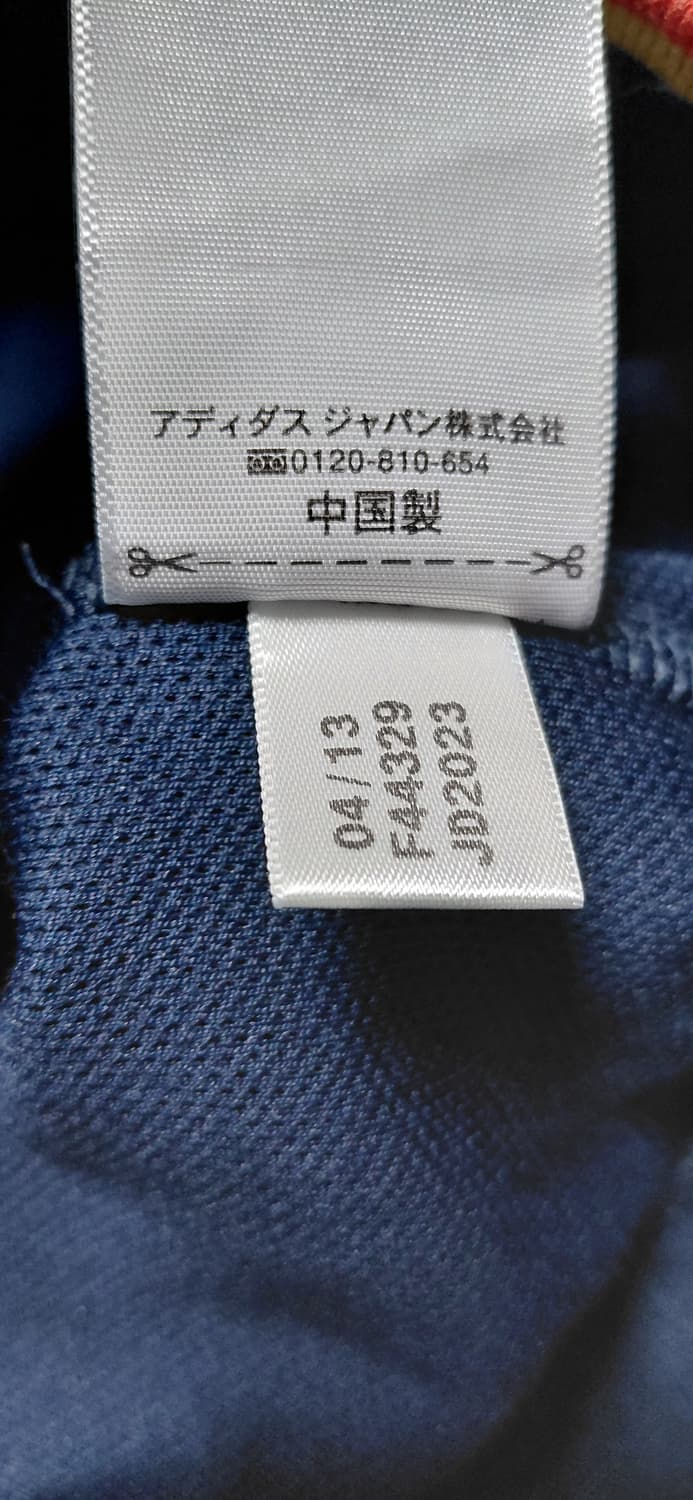 アディダス ジャパン株式会社
0120-810-654
中国製
04/13
F44329
JD2023